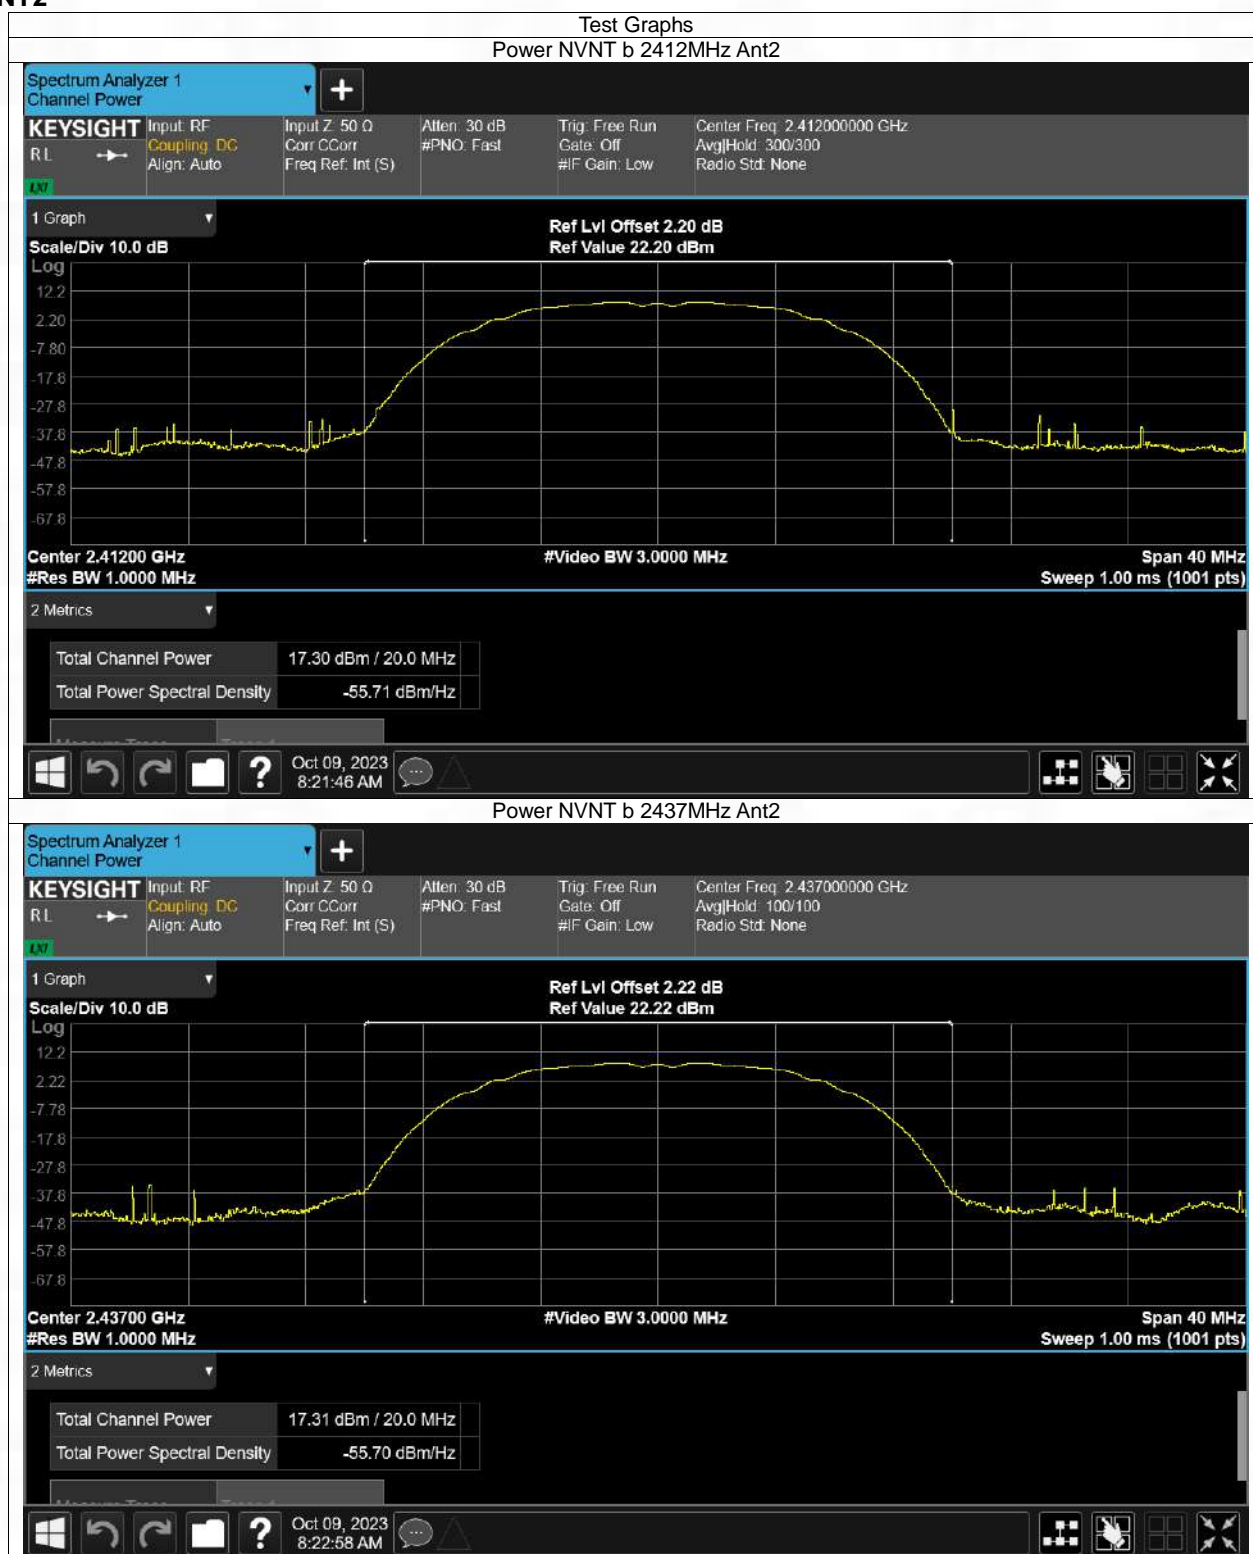 Test Graphs
Power NVNT b 2412MHz Ant2
Spectrum Analyzer 1
Channel Power
KEYSIGHT Input: RF Input Z: 50 Ω Atten: 30 dB Trig: Free Run Center Freq: 2.412000000 GHz
RL Coupling: DC Corr CCorr #PNO: Fast Gate: Off Avg|Hold: 300/300
Align: Auto Freq Ref: Int (S) #IF Gain: Low Radio Std: None
LXI
1 Graph Ref Lvl Offset 2.20 dB
Scale/Div 10.0 dB Ref Value 22.20 dBm
Log
12.2
2.20
-7.80
-17.8
-27.8
-37.8
-47.8
-57.8
-67.8
Center 2.41200 GHz #Video BW 3.0000 MHz Span 40 MHz
#Res BW 1.0000 MHz Sweep 1.00 ms (1001 pts)
2 Metrics
Total Channel Power 17.30 dBm / 20.0 MHz
Total Power Spectral Density -55.71 dBm/Hz
Oct 09, 2023
8:21:46 AM
Power NVNT b 2437MHz Ant2
Spectrum Analyzer 1
Channel Power
KEYSIGHT Input: RF Input Z: 50 Ω Atten: 30 dB Trig: Free Run Center Freq: 2.437000000 GHz
RL Coupling: DC Corr CCorr #PNO: Fast Gate: Off Avg|Hold: 100/100
Align: Auto Freq Ref: Int (S) #IF Gain: Low Radio Std: None
LXI
1 Graph Ref Lvl Offset 2.22 dB
Scale/Div 10.0 dB Ref Value 22.22 dBm
Log
12.2
2.22
-7.78
-17.8
-27.8
-37.8
-47.8
-57.8
-67.8
Center 2.43700 GHz #Video BW 3.0000 MHz Span 40 MHz
#Res BW 1.0000 MHz Sweep 1.00 ms (1001 pts)
2 Metrics
Total Channel Power 17.31 dBm / 20.0 MHz
Total Power Spectral Density -55.70 dBm/Hz
Oct 09, 2023
8:22:58 AM